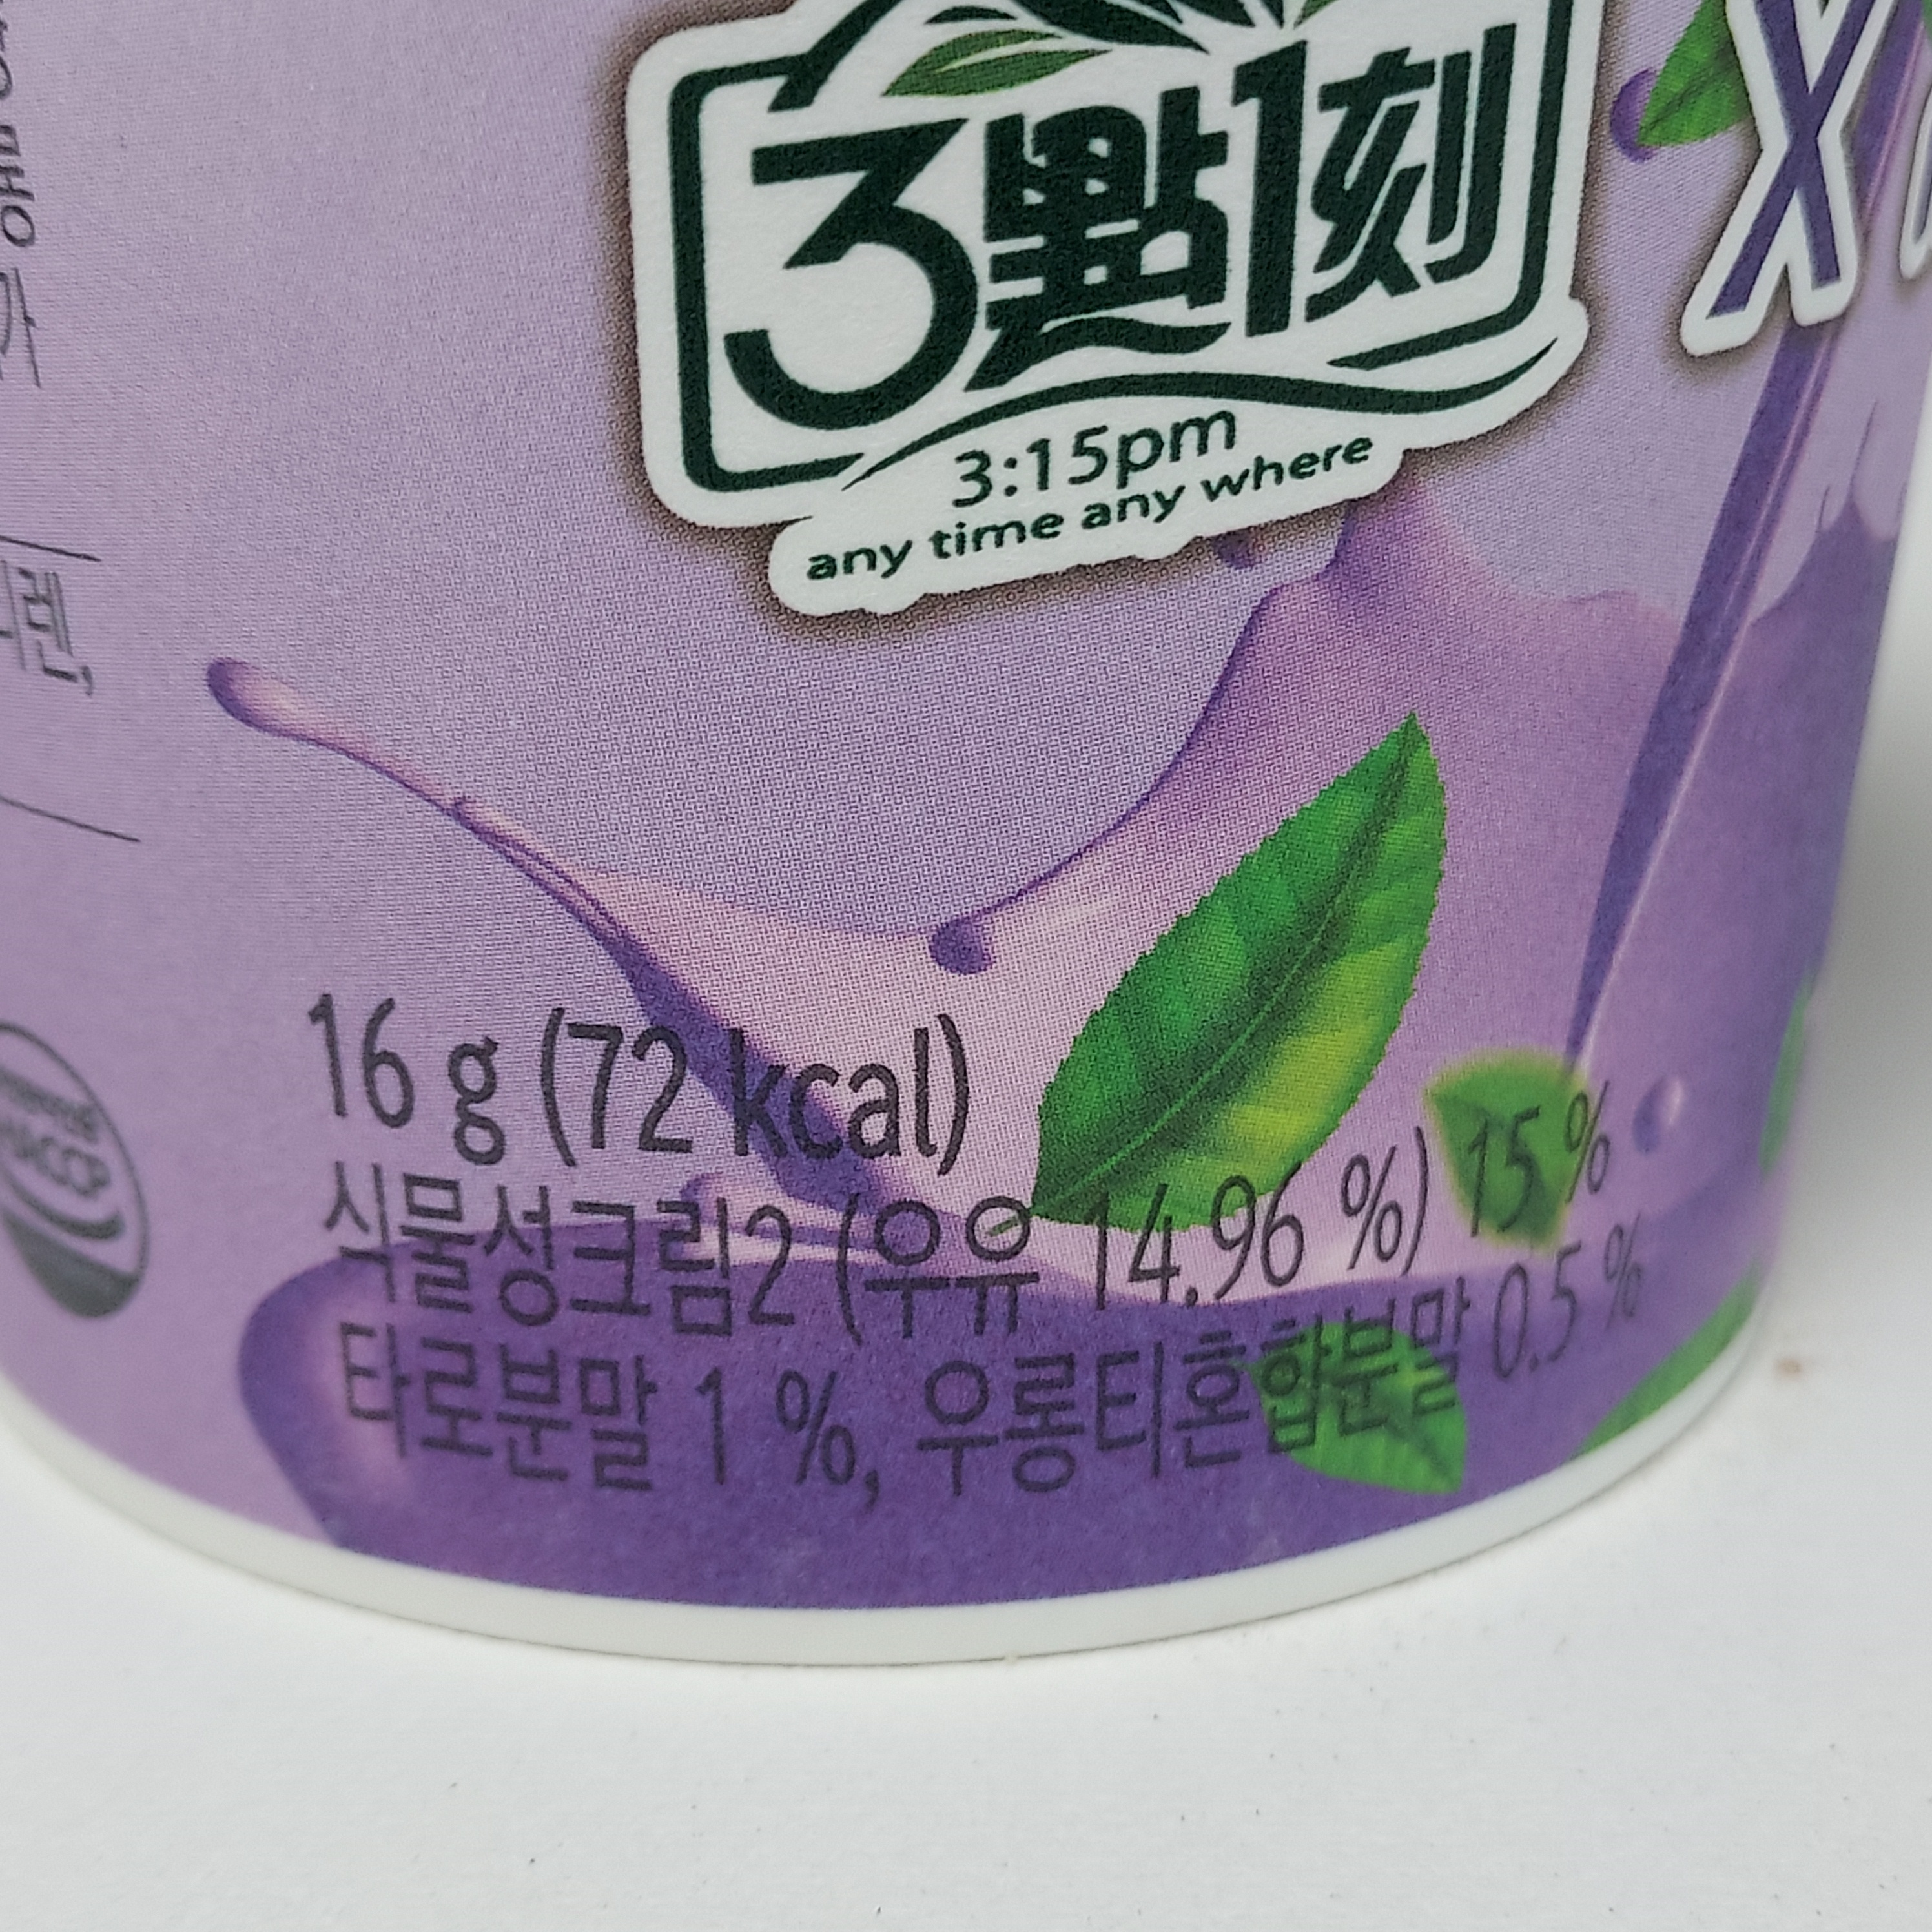 3點1刻
3:15pm
any time any where
X
16 g (72 kcal)
식물성크림2 (우유 14.96 %) 15 %
타로분말 1 %, 우롱티혼합분말 0.5 %
HACCP